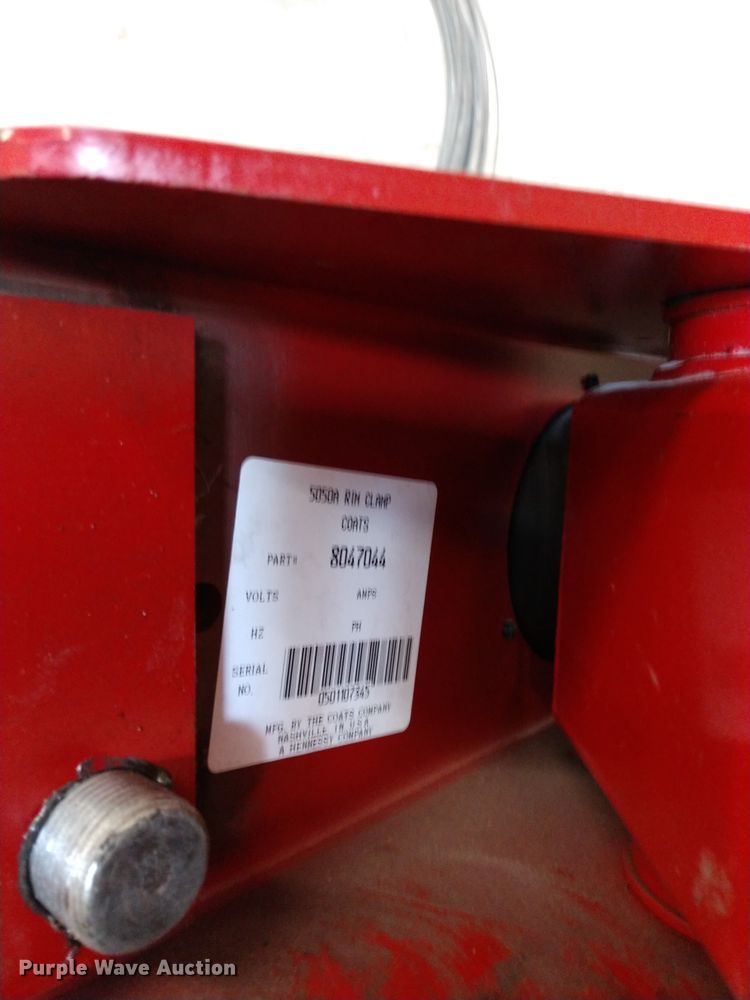 5050A RIM CLAMP
COATS
PART# 8047044
VOLTS AMPS
HZ PH
SERIAL
NO.
0501107345
MFG. BY THE COATS COMPANY
NASHVILLE, TN U.S.A.
A HENNESSY COMPANY
Purple Wave Auction